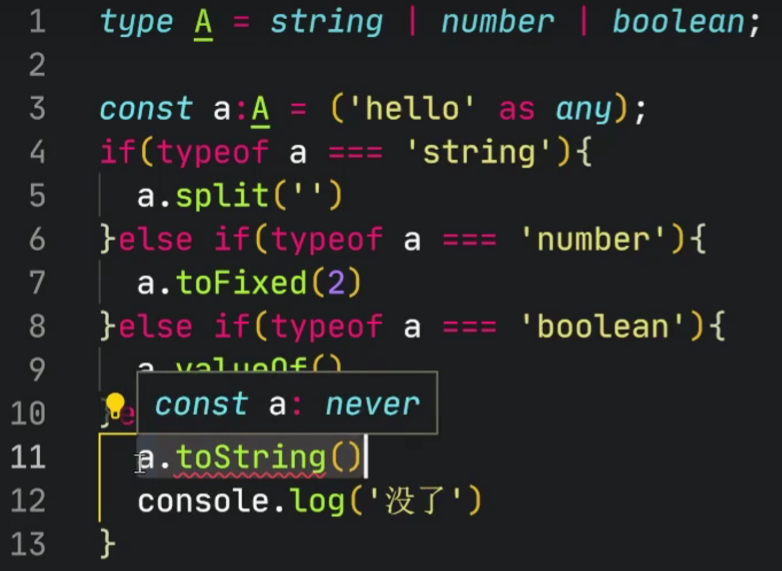 1 type A = string | number | boolean;
2
3 const a:A = ('hello' as any);
4 if(typeof a === 'string'){
5 a.split('')
6 }else if(typeof a === 'number'){
7 a.toFixed(2)
8 }else if(typeof a === 'boolean'){
9 a.valueOf()
const a: never
10 }e
11 a.toString()
12 console.log('没了')
13 }